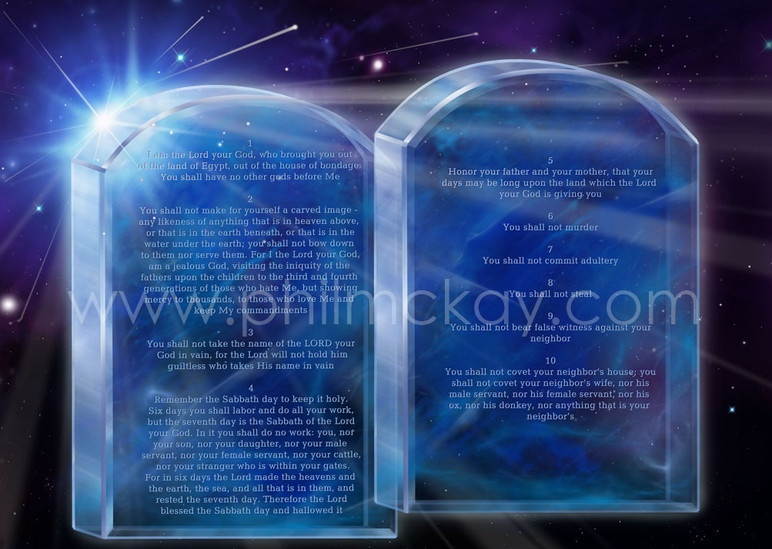 1
I am the Lord your God, who brought you out
of the land of Egypt, out of the house of bondage.
You shall have no other gods before Me
2
You shall not make for yourself a carved image -
any likeness of anything that is in heaven above,
or that is in the earth beneath, or that is in the
water under the earth; you shall not bow down
to them nor serve them. For I the Lord your God,
am a jealous God, visiting the iniquity of the
fathers upon the children to the third and fourth
generations of those who hate Me, but showing
mercy to thousands, to those who love Me and
keep My commandments
3
You shall not take the name of the LORD your
God in vain, for the Lord will not hold him
guiltless who takes His name in vain
4
Remember the Sabbath day to keep it holy.
Six days you shall labor and do all your work,
but the seventh day is the Sabbath of the Lord
your God. In it you shall do no work: you, nor
your son, nor your daughter, nor your male
servant, nor your female servant, nor your cattle,
nor your stranger who is within your gates.
For in six days the Lord made the heavens and
the earth, the sea, and all that is in them, and
rested the seventh day. Therefore the Lord
blessed the Sabbath day and hallowed it
5
Honor your father and your mother, that your
days may be long upon the land which the Lord
your God is giving you
6
You shall not murder
7
You shall not commit adultery
8
You shall not steal
9
You shall not bear false witness against your
neighbor
10
You shall not covet your neighbor's house; you
shall not covet your neighbor's wife, nor his
male servant, nor his female servant, nor his
ox, nor his donkey, nor anything that is your
neighbor's
www.philmckay.com